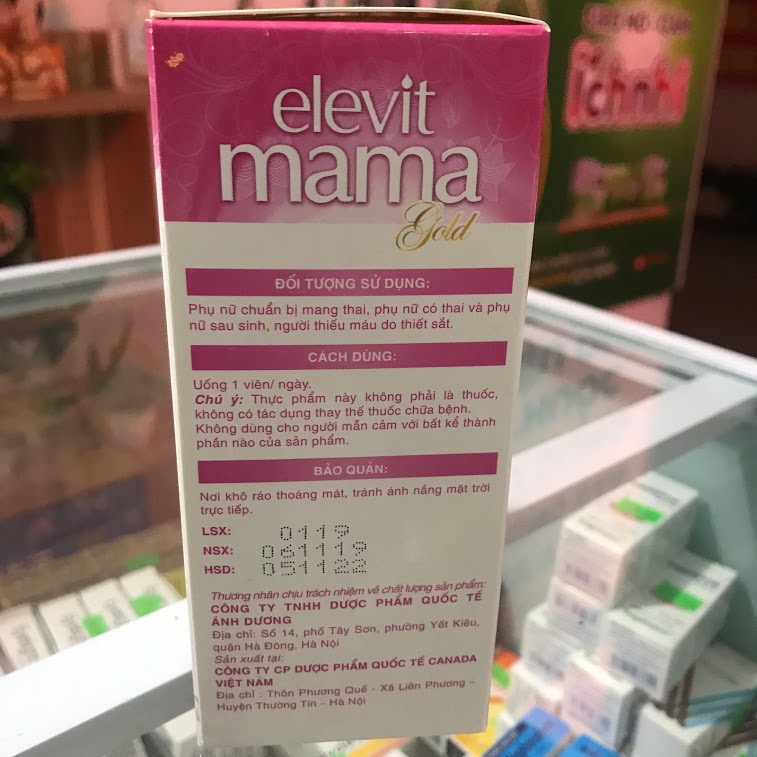 elevit
mama
Gold
ĐỐI TƯỢNG SỬ DỤNG:
Phụ nữ chuẩn bị mang thai, phụ nữ có thai và phụ
nữ sau sinh, người thiếu máu do thiết sắt.
CÁCH DÙNG:
Uống 1 viên/ ngày.
Chú ý: Thực phẩm này không phải là thuốc,
không có tác dụng thay thế thuốc chữa bệnh.
Không dùng cho người mẫn cảm với bất kể thành
phần nào của sản phẩm.
BẢO QUẢN:
Nơi khô ráo thoáng mát, tránh ánh nắng mặt trời
trực tiếp.
LSX: 0119
NSX: 061119
HSD: 051122
Thương nhân chịu trách nhiệm về chất lượng sản phẩm:
CÔNG TY TNHH DƯỢC PHẨM QUỐC TẾ
ÁNH DƯƠNG
Địa chỉ: Số 14, phố Tây Sơn, phường Yết Kiêu,
quận Hà Đông, Hà Nội
Sản xuất tại:
CÔNG TY CP DƯỢC PHẨM QUỐC TẾ CANADA
VIỆT NAM
Địa chỉ : Thôn Phương Quế - Xã Liên Phương –
Huyện Thường Tín – Hà Nội
ích nhi